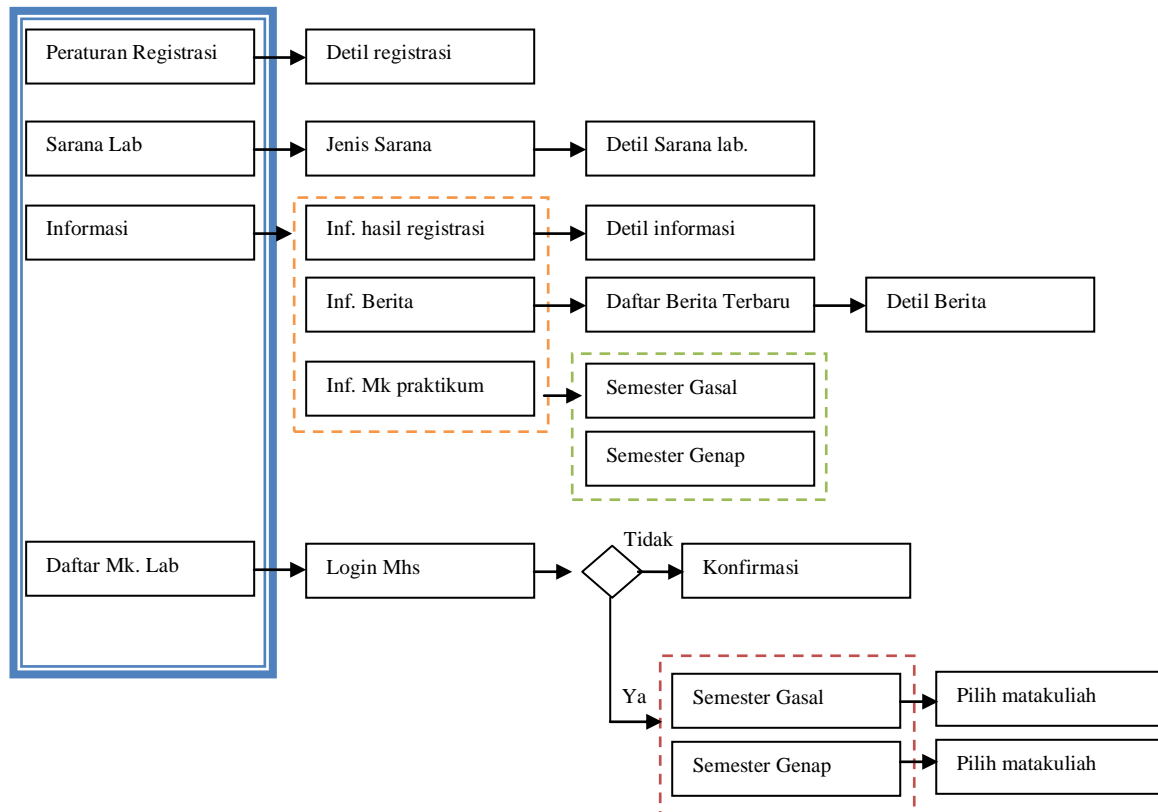 Peraturan Registrasi
Detil registrasi
Sarana Lab
Jenis Sarana
Detil Sarana lab.
Informasi
Inf. hasil registrasi
Detil informasi
Inf. Berita
Daftar Berita Terbaru
Detil Berita
Inf. Mk praktikum
Semester Gasal
Semester Genap
Daftar Mk. Lab
Login Mhs
Tidak
Konfirmasi
Ya
Semester Gasal
Pilih matakuliah
Semester Genap
Pilih matakuliah